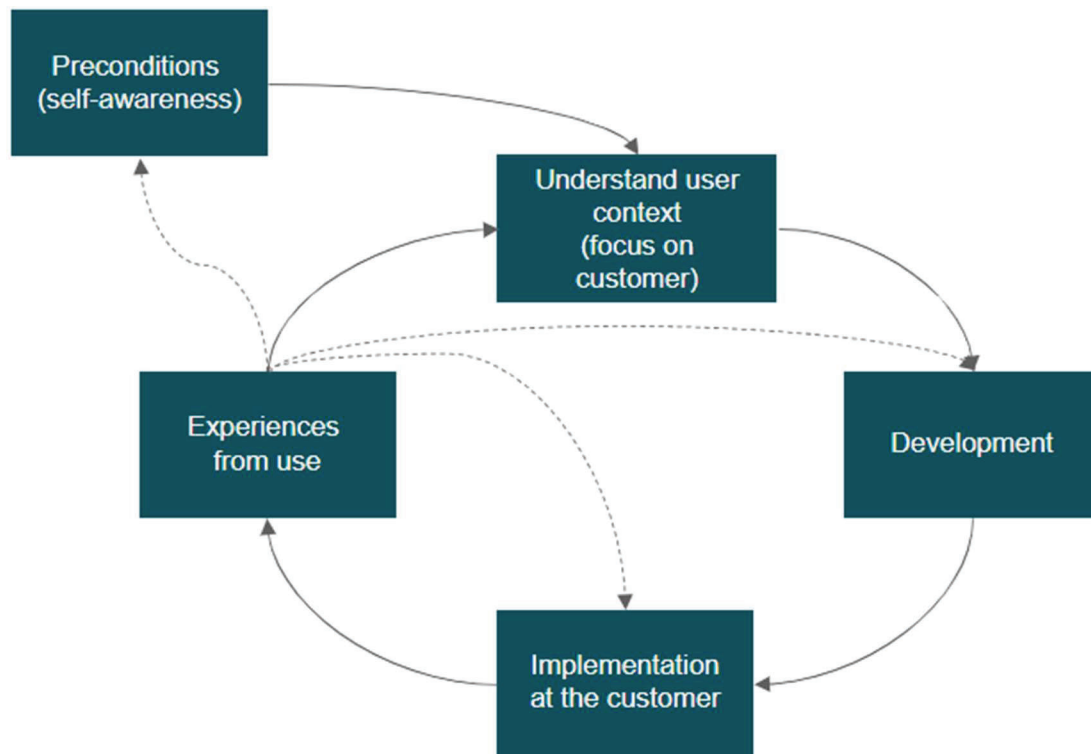 Preconditions
(self-awareness)
Understand user
context
(focus on
customer)
Experiences
from use
Development
Implementation
at the customer